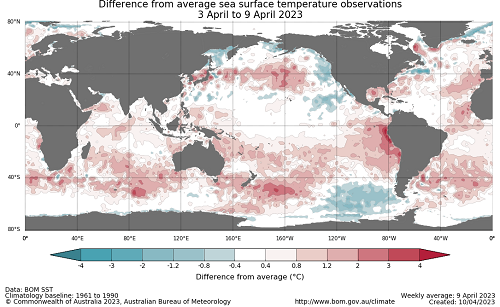 Difference from average sea surface temperature observations
3 April to 9 April 2023
80°N
40°N
0°
40°S
80°S
0° 40°E 80°E 120°E 160°E 160°W 120°W 80°W 40°W 0°
-4 -3 -2 -1.2 -0.8 -0.4 0.4 0.8 1.2 2 3 4
Difference from average (°C)
Data: BOM SST
Climatology baseline: 1961 to 1990
© Commonwealth of Australia 2023, Australian Bureau of Meteorology
http://www.bom.gov.au/climate
Weekly average: 9 April 2023
Created: 10/04/2023